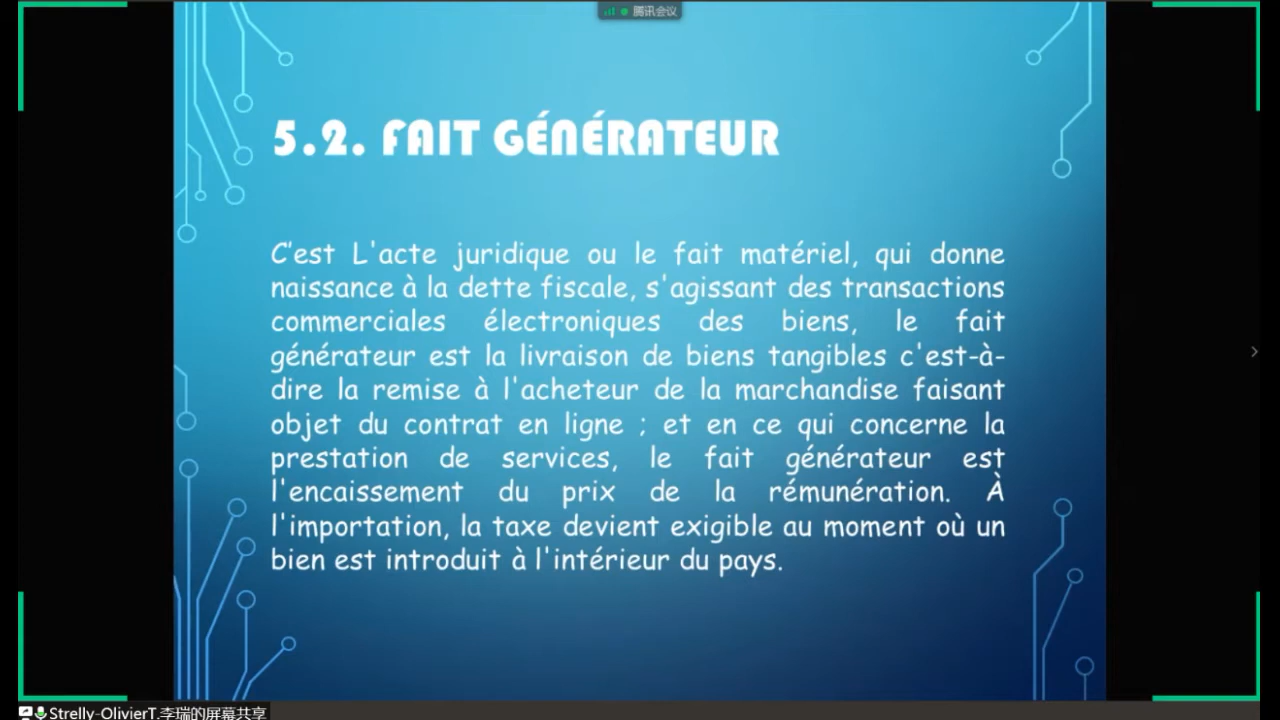 腾讯会议
5.2. FAIT GÉNÉRATEUR
C'est L'acte juridique ou le fait matériel, qui donne
naissance à la dette fiscale, s'agissant des transactions
commerciales électroniques des biens, le fait
générateur est la livraison de biens tangibles c'est-à-
dire la remise à l'acheteur de la marchandise faisant
objet du contrat en ligne ; et en ce qui concerne la
prestation de services, le fait générateur est
l'encaissement du prix de la rémunération. À
l'importation, la taxe devient exigible au moment où un
bien est introduit à l'intérieur du pays.
Strelly-OlivierT.李瑞的屏幕共享